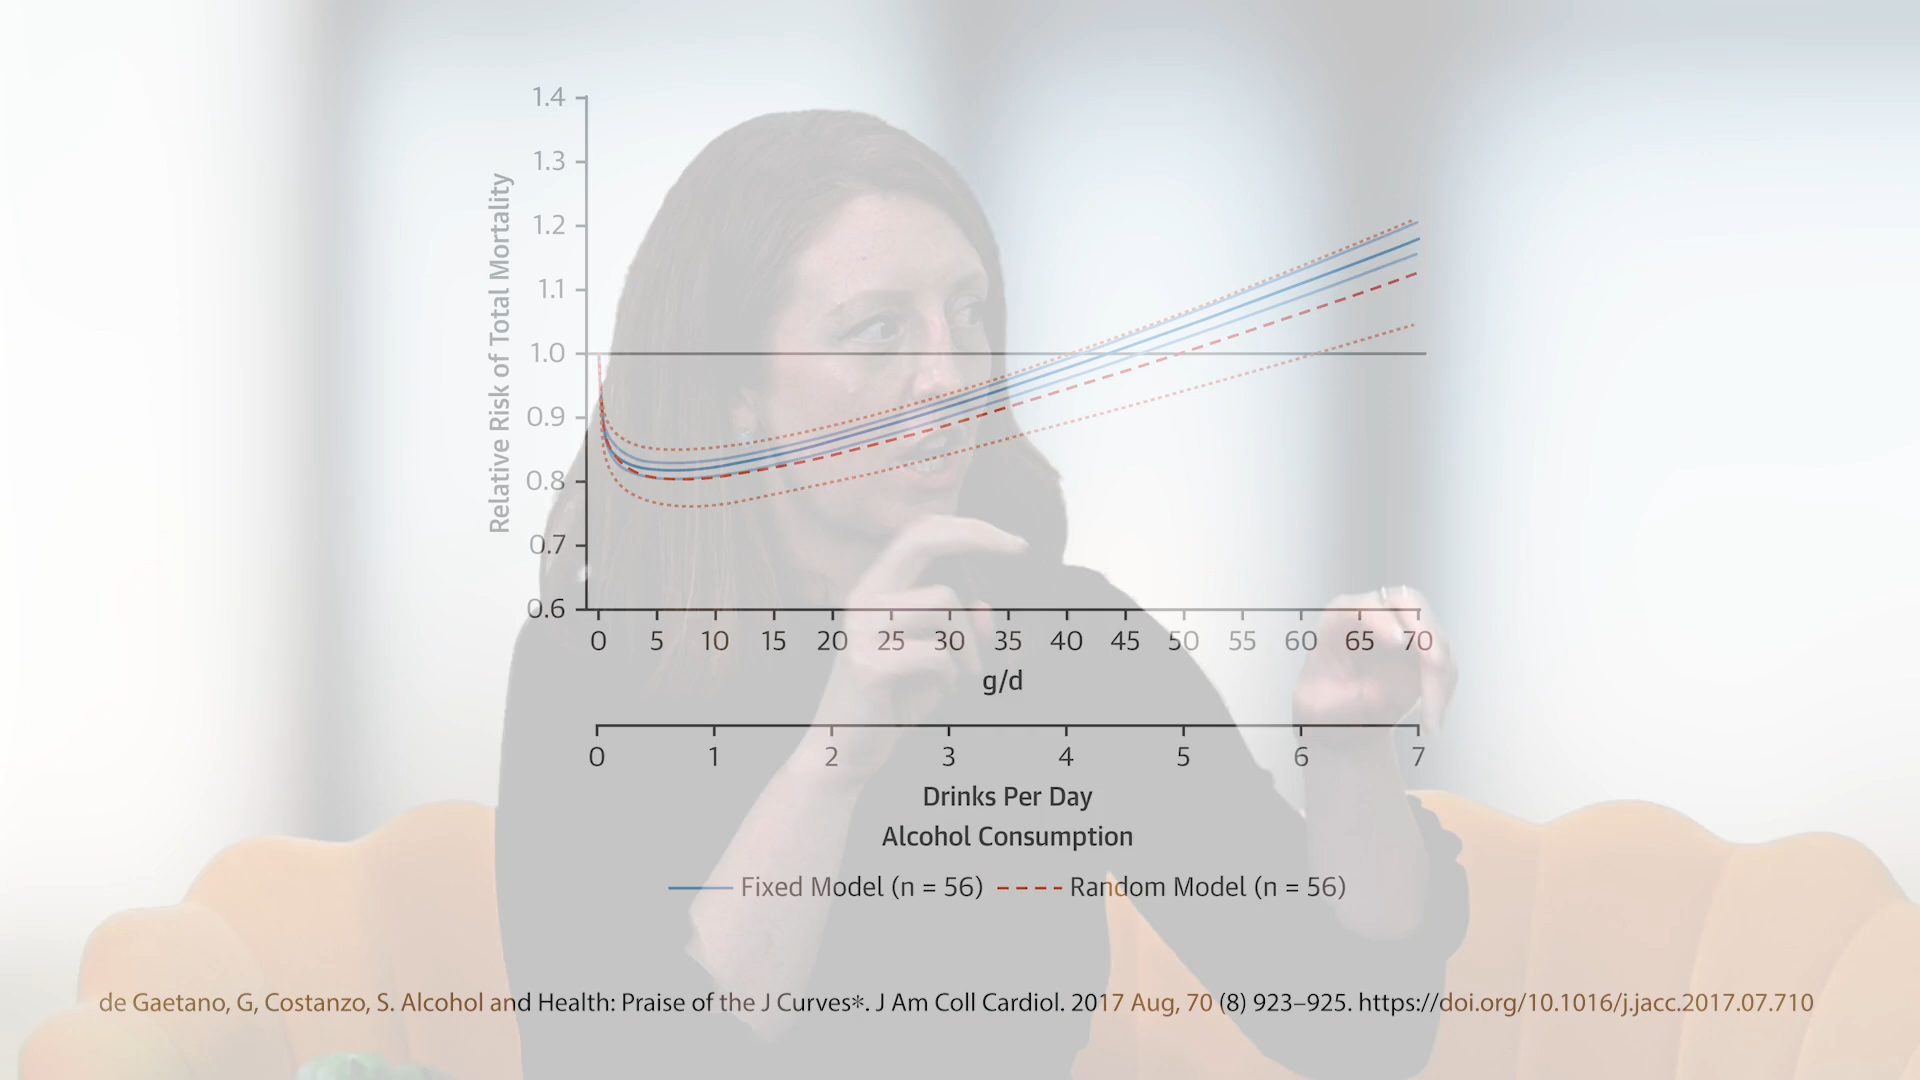 Relative Risk of Total Mortality
1.4
1.3
1.2
1.1
1.0
0.9
0.8
0.7
0.6
0 5 10 15 20 25 30 35 40 45 50 55 60 65 70
g/d
0 1 2 3 4 5 6 7
Drinks Per Day
Alcohol Consumption
Fixed Model (n = 56) Random Model (n = 56)
de Gaetano, G, Costanzo, S. Alcohol and Health: Praise of the J Curves*. J Am Coll Cardiol. 2017 Aug, 70 (8) 923–925. https://doi.org/10.1016/j.jacc.2017.07.710